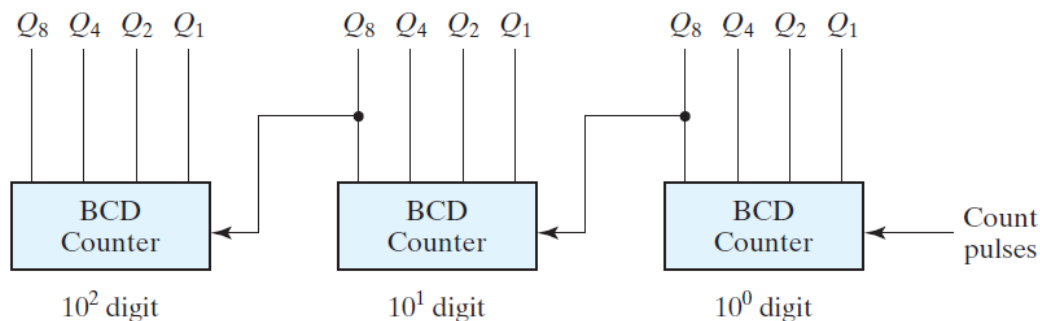 Q₈ Q₄ Q₂ Q₁ Q₈ Q₄ Q₂ Q₁ Q₈ Q₄ Q₂ Q₁
BCD
Counter
BCD
Counter
BCD
Counter
Count
pulses
10² digit
10¹ digit
10⁰ digit